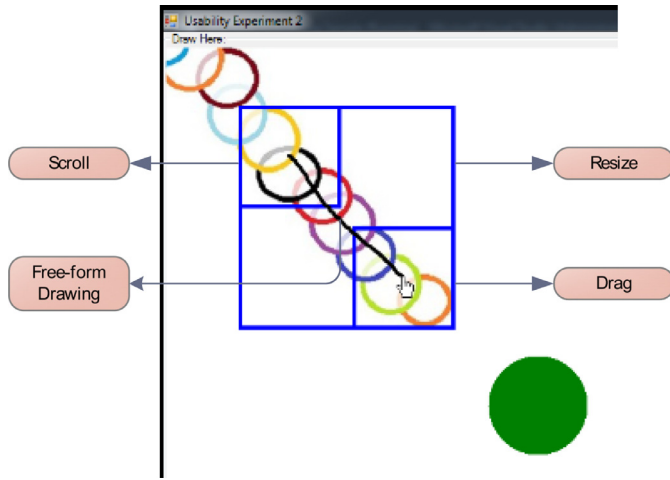 Usability Experiment 2
Draw Here:
Scroll
Resize
Free-form
Drawing
Drag